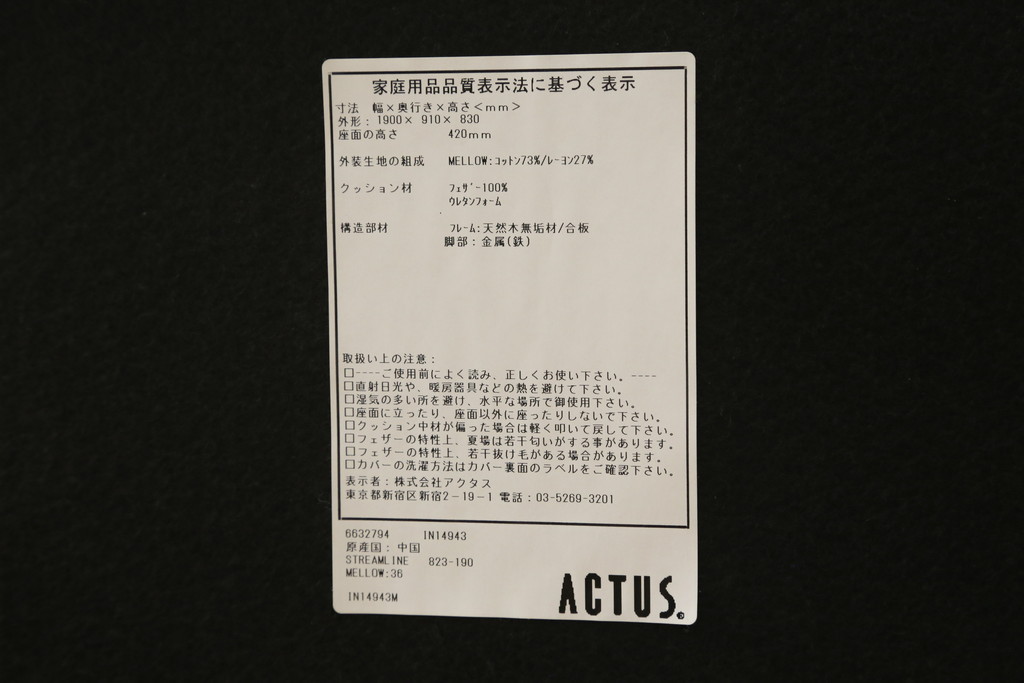 家庭用品品質表示法に基づく表示
寸法 幅×奥行き×高さ<mm>
外形: 1900× 910× 830
座面の高さ 420mm
外装生地の組成 MELLOW:コットン73%/レーヨン27%
クッション材 フェザー100%
ウレタンフォーム
構造部材 フレーム:天然木無垢材/合板
脚部:金属(鉄)
取扱い上の注意:
□----ご使用前によく読み、正しくお使い下さい。----
□直射日光や、暖房器具などの熱を避けて下さい。
□湿気の多い所を避け、水平な場所で御使用下さい。
□座面に立ったり、座面以外に座ったりしないで下さい。
□クッション中材が偏った場合は軽く叩いて戻して下さい。
□フェザーの特性上、夏場は若干匂いがする事があります。
□フェザーの特性上、若干抜け毛がある場合があります。
□カバーの洗濯方法はカバー裏面のラベルをご確認下さい。
表示者:株式会社アクタス
東京都新宿区新宿2-19-1 電話:03-5269-3201
6632794 IN14943
原産国: 中国
STREAMLINE 823-190
MELLOW:36
IN14943M
ACTUS®